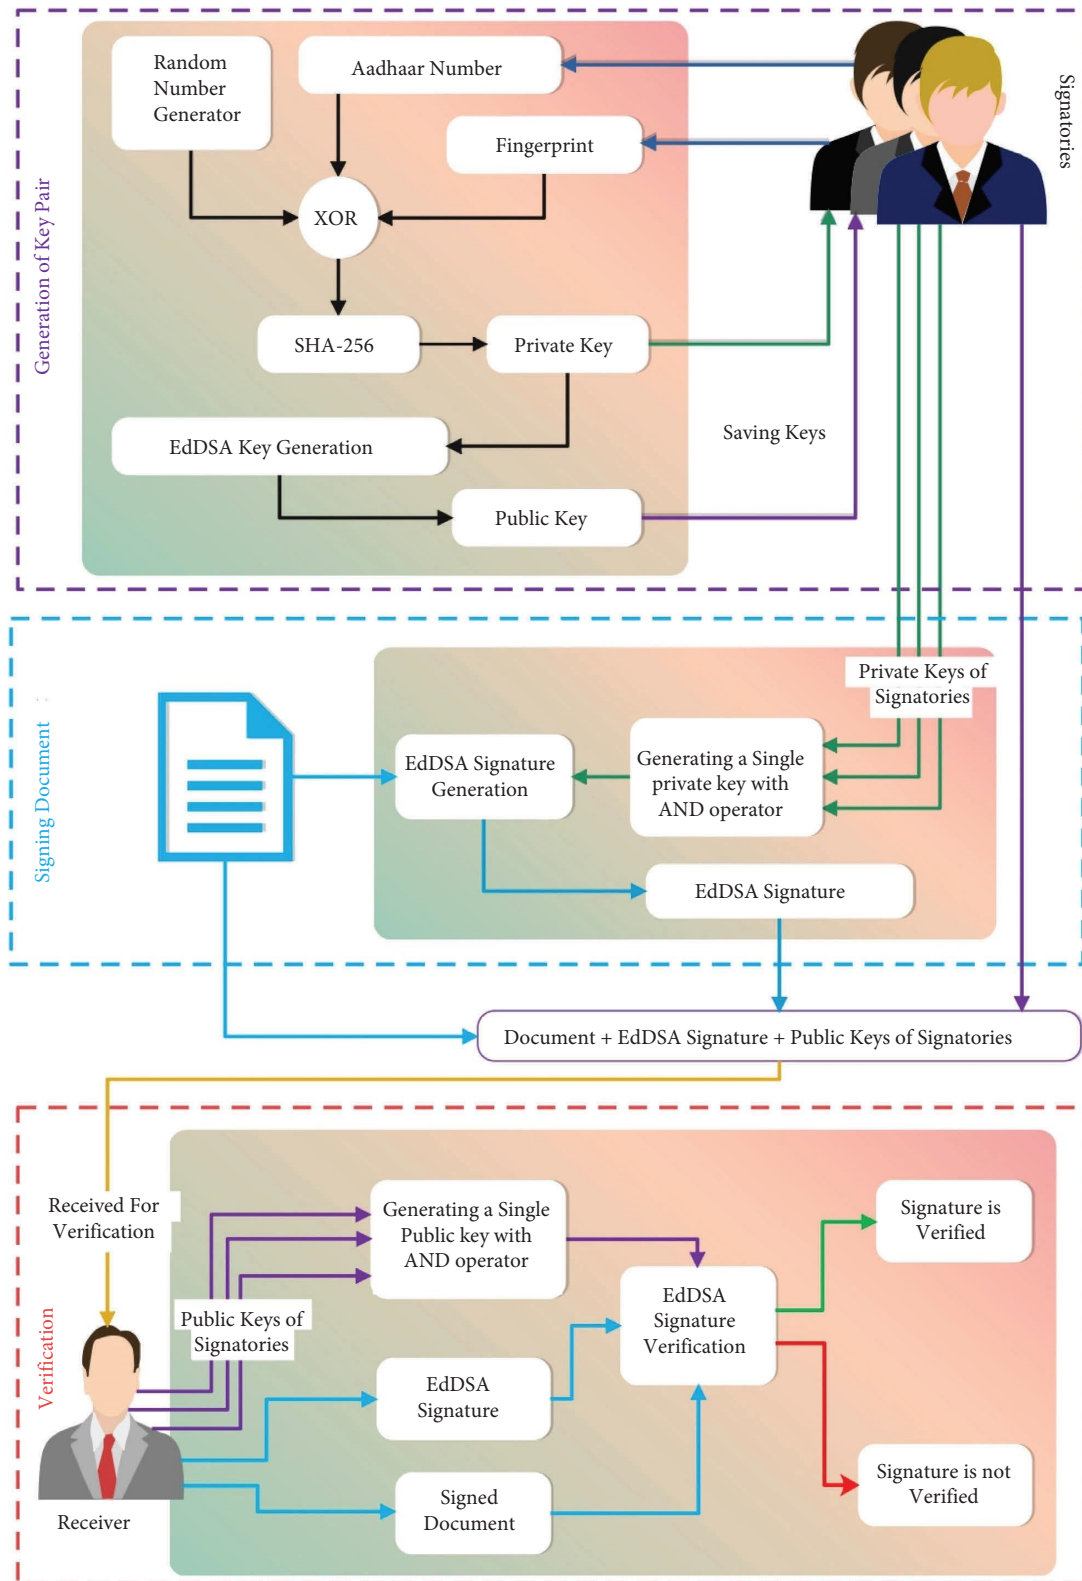 Random
Number
Generator
Aadhaar Number
Fingerprint
XOR
SHA-256
Private Key
EdDSA Key Generation
Public Key
Saving Keys
Signatories
Generation of Key Pair
Private Keys of
Signatories
EdDSA Signature
Generation
Generating a Single
private key with
AND operator
EdDSA Signature
Signing Document
Document + EdDSA Signature + Public Keys of Signatories
Received For
Verification
Generating a Single
Public key with
AND operator
Signature is
Verified
Public Keys of
Signatories
EdDSA
Signature
Verification
EdDSA
Signature
Signed
Document
Signature is not
Verified
Receiver
Verification